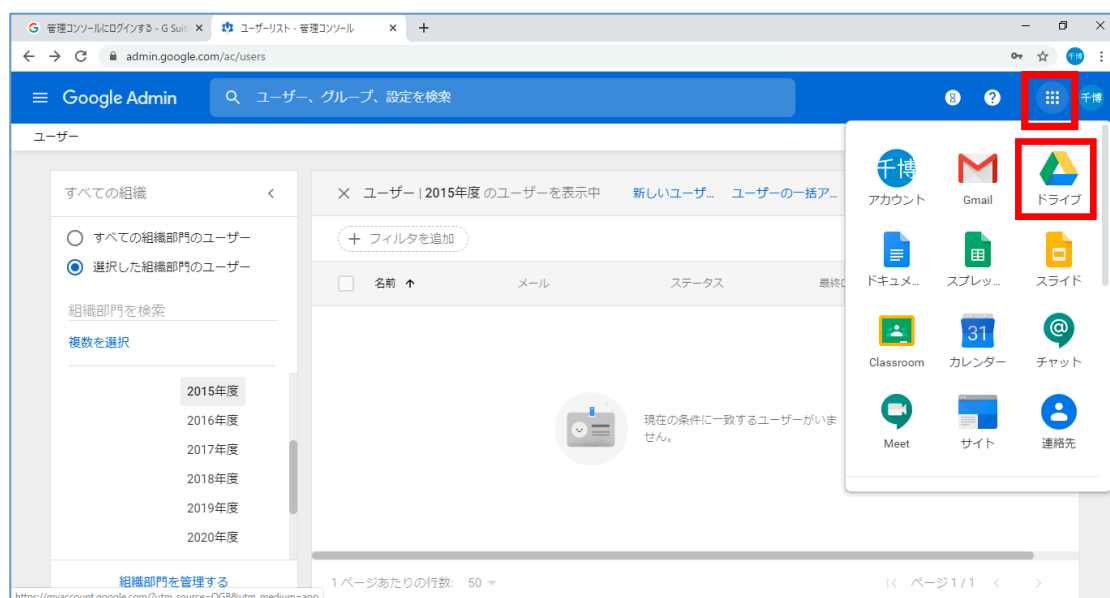 管理コンソールにログインする - G Suit
ユーザーリスト - 管理コンソール
admin.google.com/ac/users
千博
Google Admin
ユーザー、グループ、設定を検索
8
?
千博
ユーザー
すべての組織
ユーザー | 2015年度 のユーザーを表示中
新しいユーザ...
ユーザーの一括ア...
すべての組織部門のユーザー
選択した組織部門のユーザー
フィルタを追加
名前
メール
ステータス
最終
組織部門を検索
複数を選択
2015年度
2016年度
2017年度
2018年度
2019年度
2020年度
組織部門を管理する
現在の条件に一致するユーザーがいま
せん。
1 ページあたりの行数: 50
ページ 1 / 1
千博
アカウント
Gmail
ドライブ
ドキュメ...
スプレッ...
スライド
Classroom
31
カレンダー
チャット
Meet
サイト
連絡先
https://myaccount.google.com/?utm_source=OGB&utm_medium=app